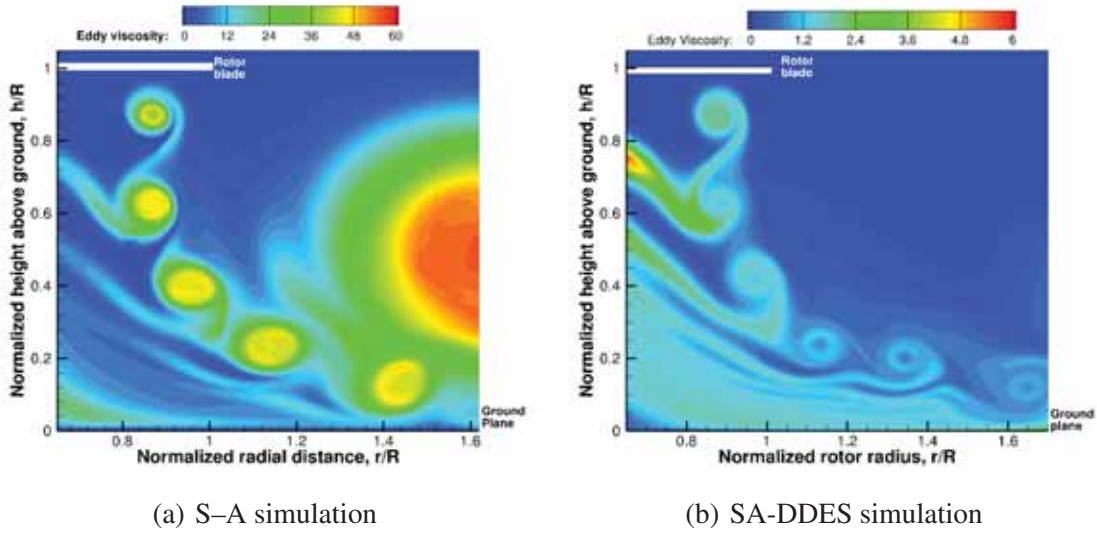 Eddy viscosity: 0 12 24 36 48 60
Normalized height above ground, h/R
1
0.8
0.6
0.4
0.2
0
Rotor
blade
Ground
Plane
0.8 1 1.2 1.4 1.6
Normalized radial distance, r/R
(a) S–A simulation
Eddy Viscosity: 0 1.2 2.4 3.6 4.8 6
Normalized height above ground, h/R
1
0.8
0.6
0.4
0.2
0
Rotor
blade
Ground
plane
0.8 1 1.2 1.4 1.6
Normalized rotor radius, r/R
(b) SA-DDES simulation